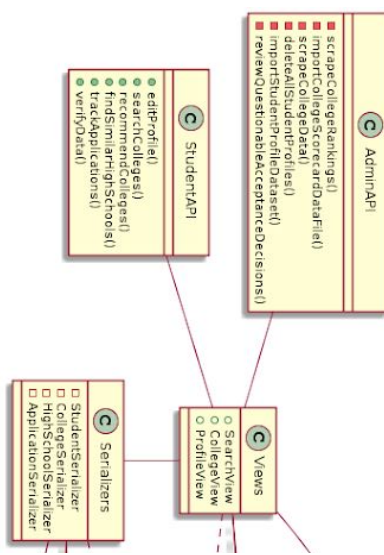 C AdminAPI
scrapeCollegeRankings()
importCollegeScorecardDataFile()
scrapeCollegeData()
deleteAllStudentProfiles()
importStudentProfileDataset()
reviewQuestionableAcceptanceDecisions()
C StudentAPI
editProfile()
searchColleges()
recommendColleges()
findSimilarHighSchools()
trackApplications()
verifyData()
C Views
SearchView
CollegeView
ProfileView
C Serializers
StudentSerializer
CollegeSerializer
HighSchoolSerializer
ApplicationSerializer